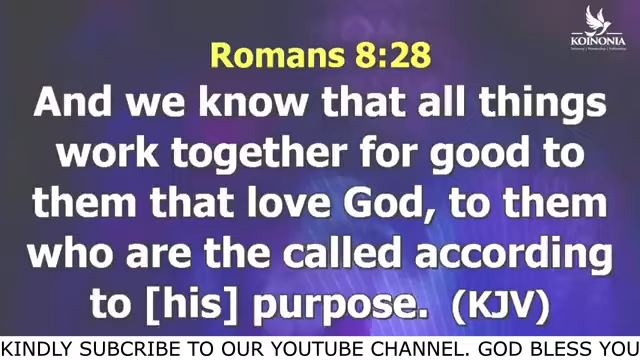 KOINONIA
Romans 8:28
And we know that all things
work together for good to
them that love God, to them
who are the called according
to [his] purpose. (KJV)
KINDLY SUBCRIBE TO OUR YOUTUBE CHANNEL. GOD BLESS YOU